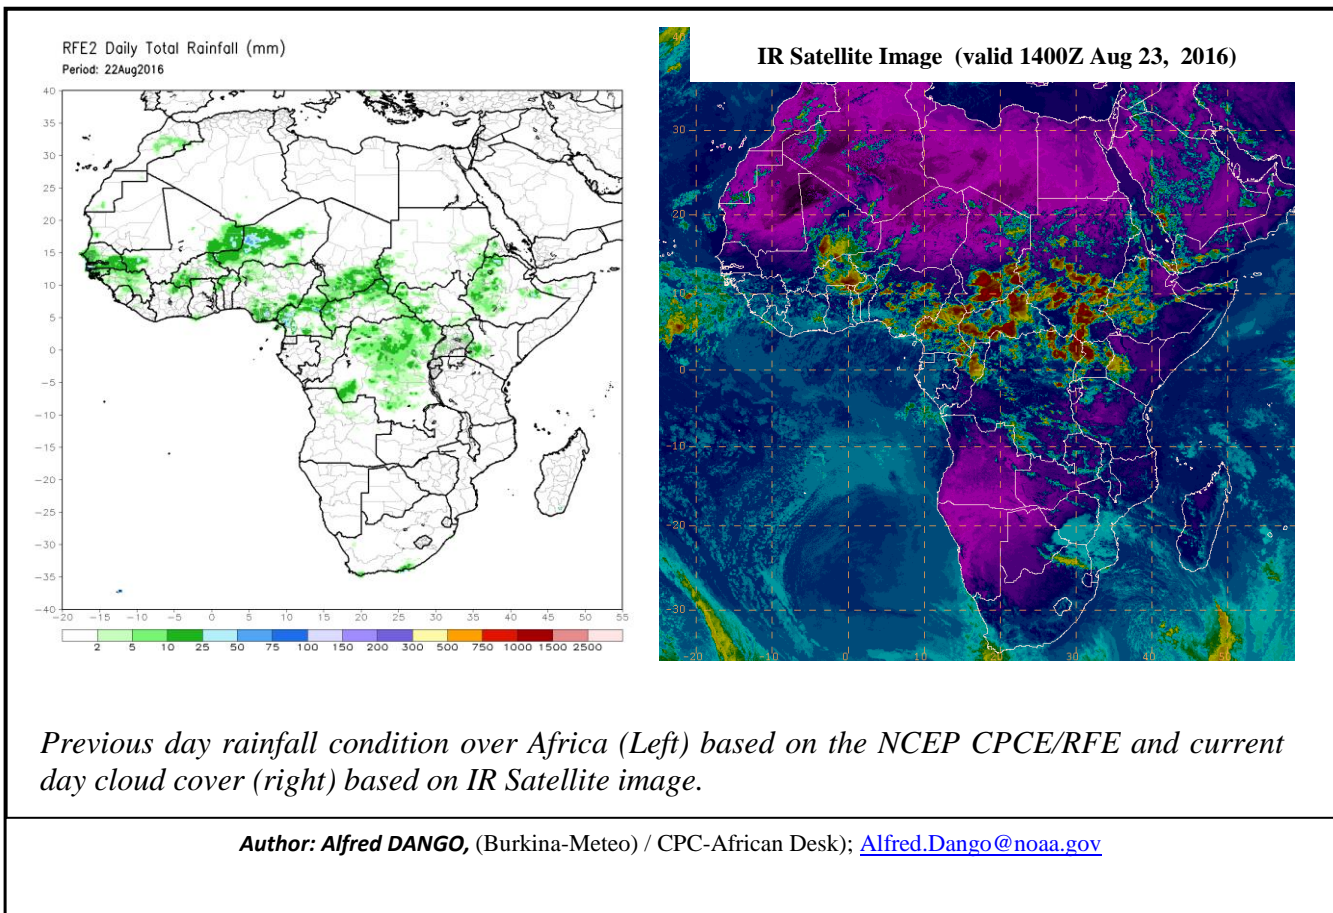 RFE2 Daily Total Rainfall (mm)
Period: 22Aug2016
40
35
30
25
20
15
10
5
0
-5
-10
-15
-20
-25
-30
-35
-40
-20 -15 -10 -5 0 5 10 15 20 25 30 35 40 45 50 55
2 5 10 25 50 75 100 150 200 300 500 750 1000 1500 2500
IR Satellite Image (valid 1400Z Aug 23, 2016)
30
20
10
0
-10
-20
-30
-20 -10 0 10 20 30 40 50
Previous day rainfall condition over Africa (Left) based on the NCEP CPCE/RFE and current
day cloud cover (right) based on IR Satellite image.
Author: Alfred DANGO, (Burkina-Meteo) / CPC-African Desk); Alfred.Dango@noaa.gov